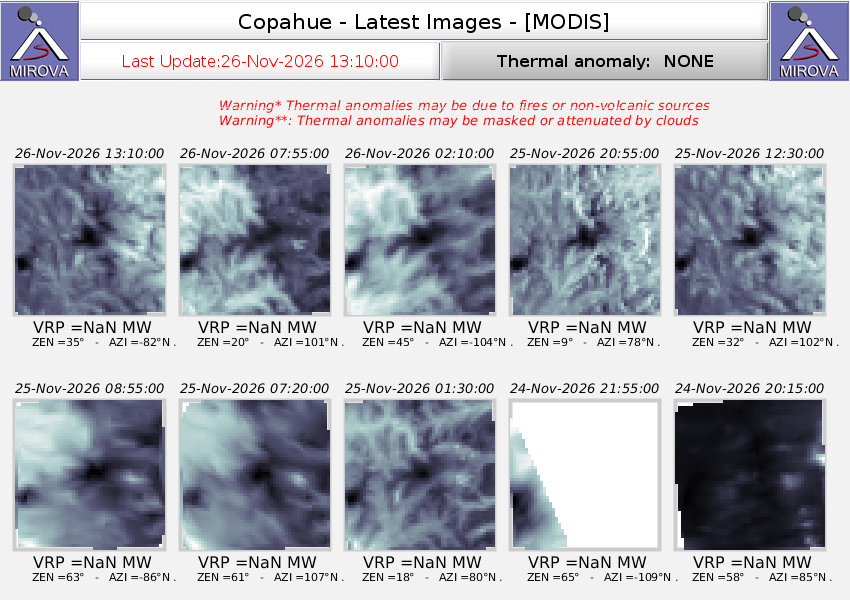 Copahue - Latest Images - [MODIS]
MIROVA
Last Update:26-Nov-2026 13:10:00
Thermal anomaly: NONE
MIROVA
Warning* Thermal anomalies may be due to fires or non-volcanic sources
Warning**: Thermal anomalies may be masked or attenuated by clouds
26-Nov-2026 13:10:00
26-Nov-2026 07:55:00
26-Nov-2026 02:10:00
25-Nov-2026 20:55:00
25-Nov-2026 12:30:00
VRP =NaN MW
VRP =NaN MW
VRP =NaN MW
VRP =NaN MW
VRP =NaN MW
ZEN =35° - AZI =-82°N .
ZEN =20° - AZI =101°N .
ZEN =45° - AZI =-104°N .
ZEN =9° - AZI =78°N .
ZEN =32° - AZI =102°N .
25-Nov-2026 08:55:00
25-Nov-2026 07:20:00
25-Nov-2026 01:30:00
24-Nov-2026 21:55:00
24-Nov-2026 20:15:00
VRP =NaN MW
VRP =NaN MW
VRP =NaN MW
VRP =NaN MW
VRP =NaN MW
ZEN =63° - AZI =-86°N .
ZEN =61° - AZI =107°N .
ZEN =18° - AZI =80°N .
ZEN =65° - AZI =-109°N .
ZEN =58° - AZI =85°N .